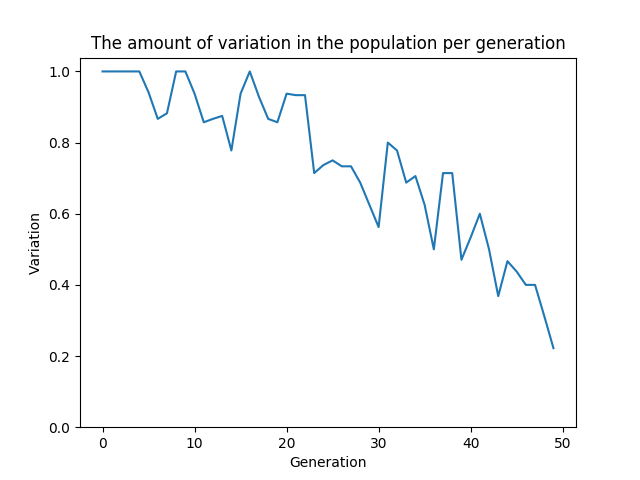 The amount of variation in the population per generation
1.0
0.8
0.6
0.4
0.2
0.0
Variation
0 10 20 30 40 50
Generation